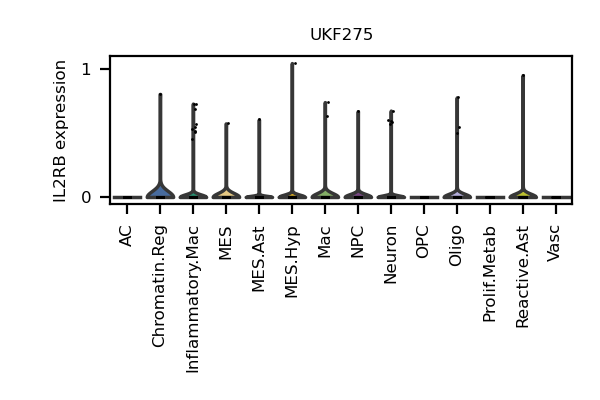 UKF275
IL2RB expression
1
0
AC
Chromatin.Reg
Inflammatory.Mac
MES
MES.Ast
MES.Hyp
Mac
NPC
Neuron
OPC
Oligo
Prolif.Metab
Reactive.Ast
Vasc